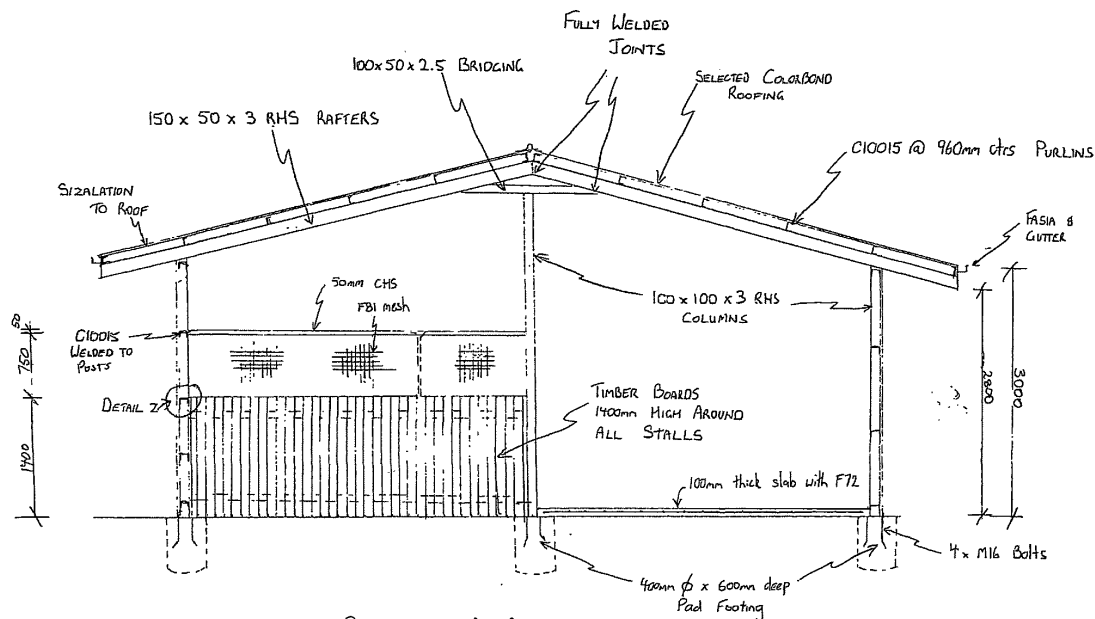 Fully Welded
Joints
100x50x2.5 Bridging
Selected Colorbond
Roofing
150 x 50 x 3 RHS Rafters
C10015 @ 960mm ctrs Purlins
Sizalation
to Roof
Fasia &
Gutter
50mm CHS
F81 mesh
100 x 100 x 3 RHS
Columns
C10015
Welded to
Posts
50
750
Detail 2
1400
Timber Boards
1400mm High Around
All Stalls
2800
3000
100mm thick slab with F72
4 x M16 Bolts
400mm ϕ x 600mm deep
Pad Footing